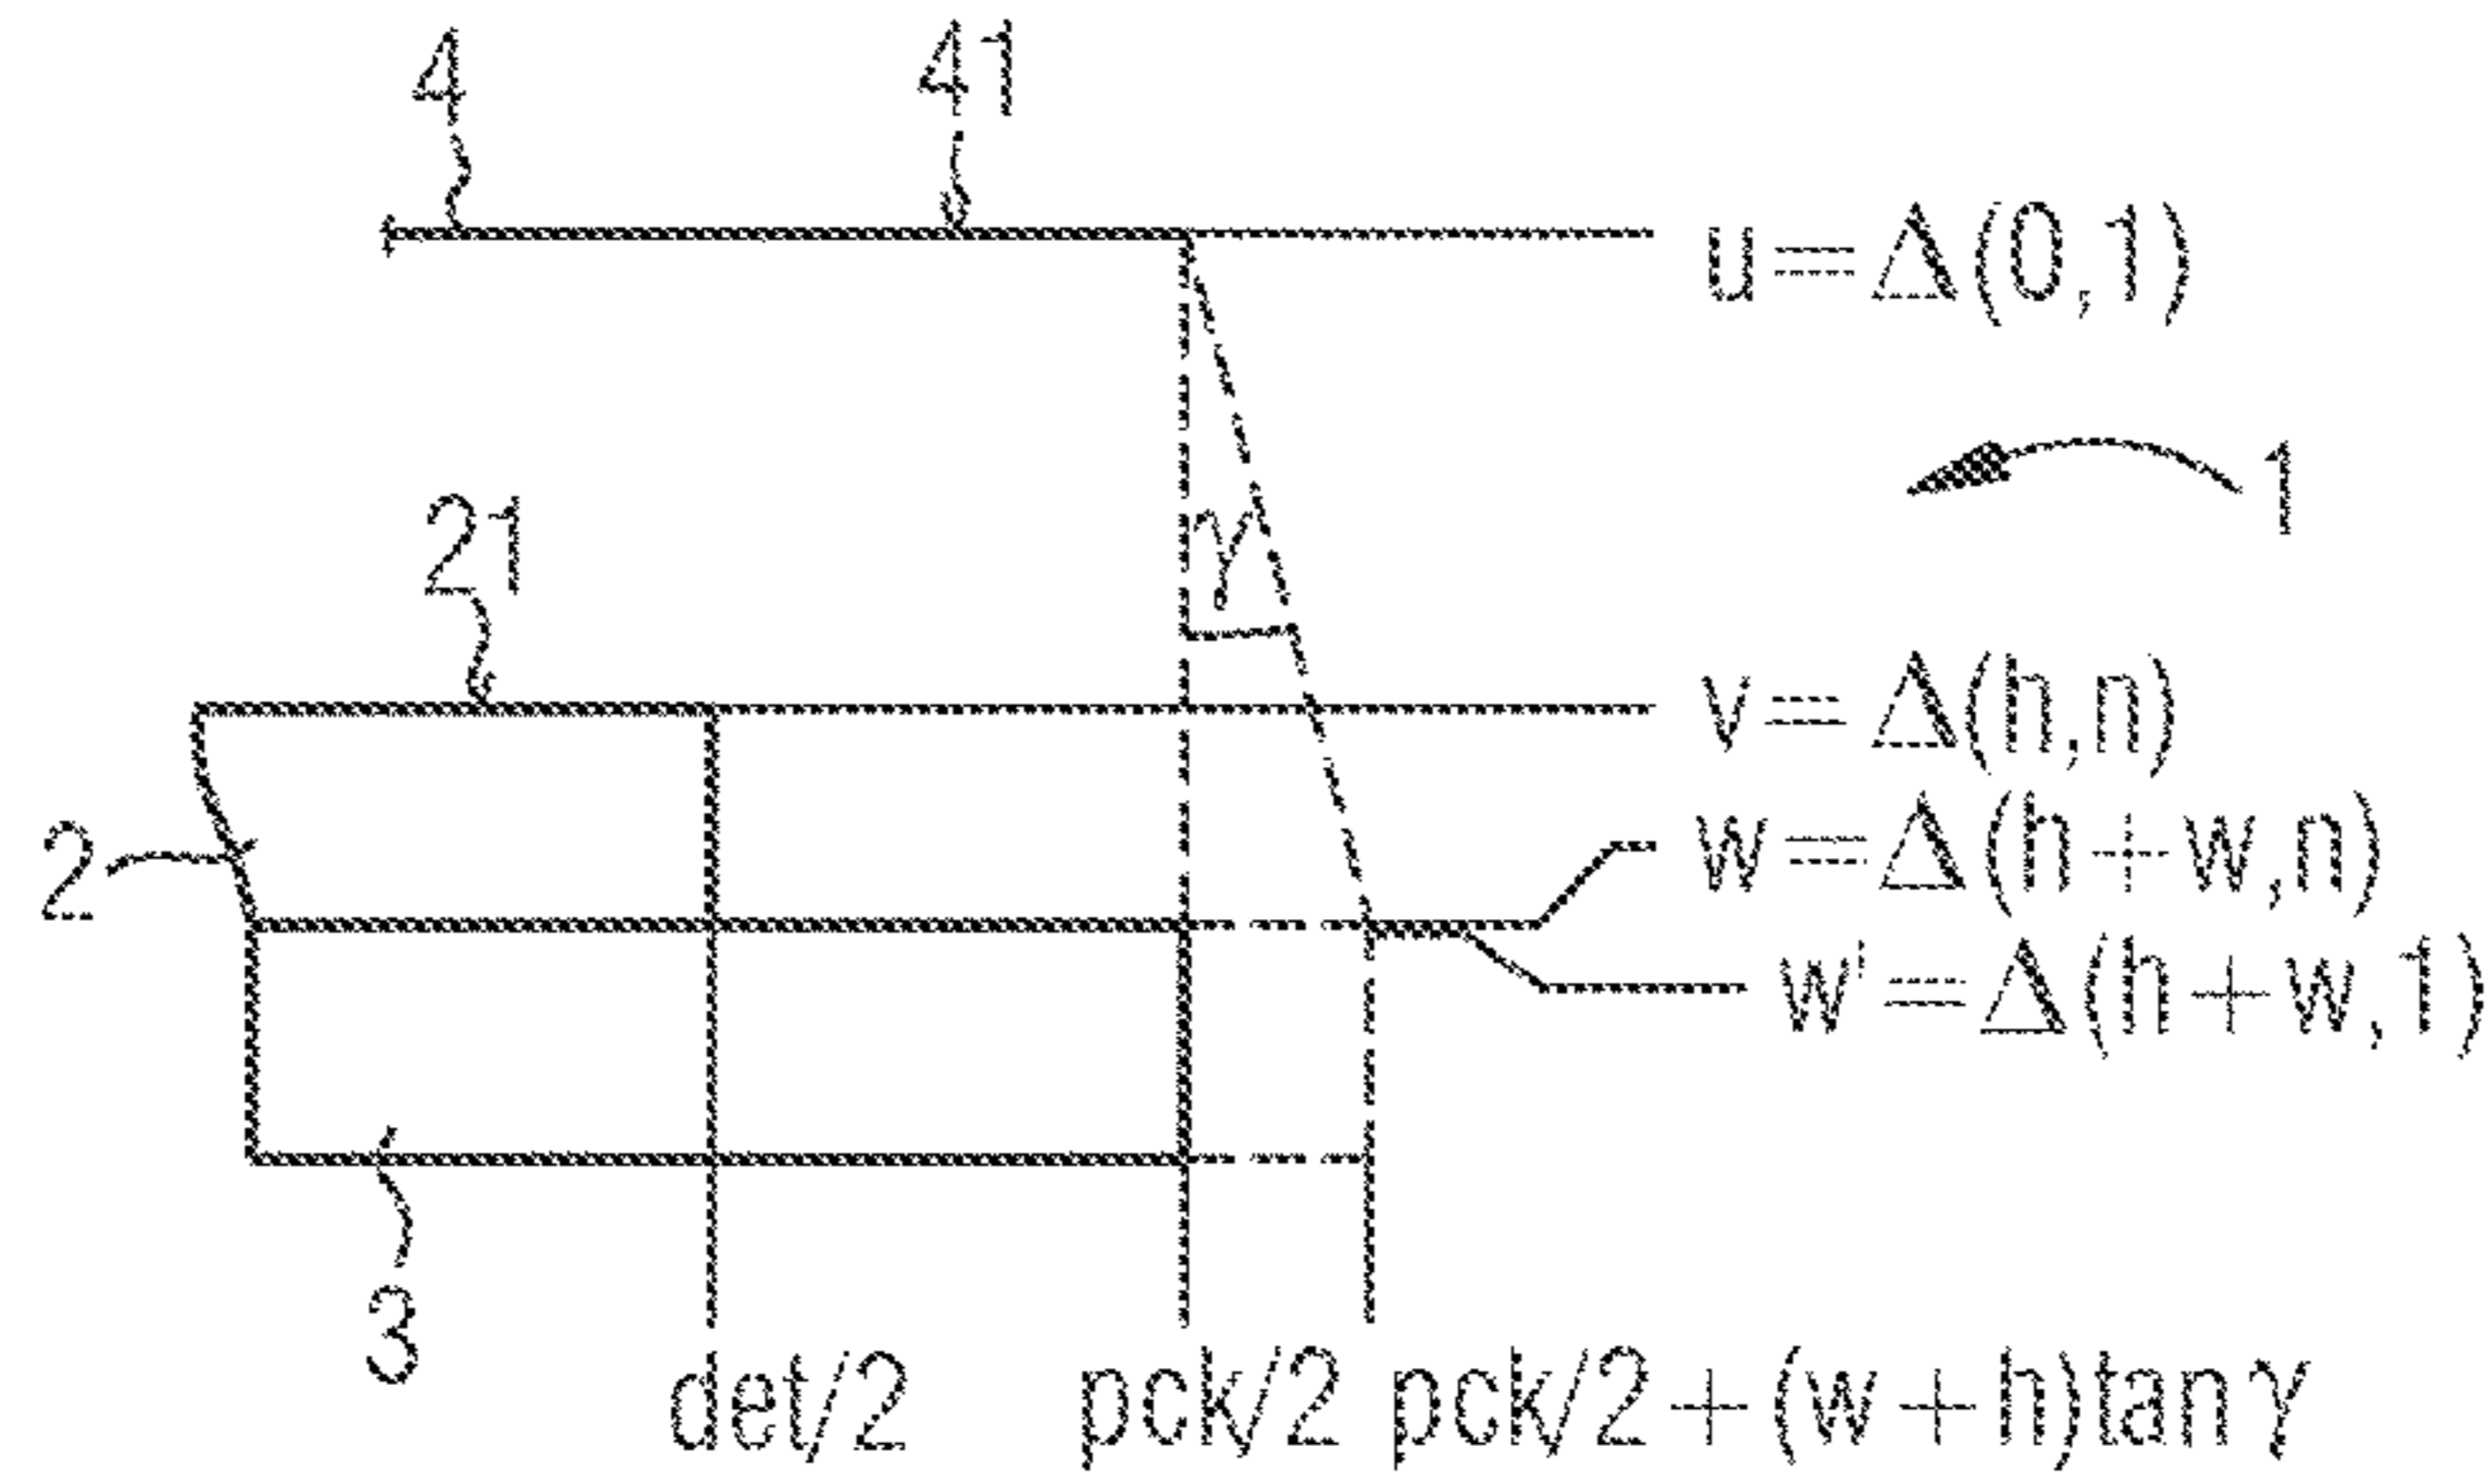 4
41
u=Δ(0,1)
1
21
γ
v=Δ(h,n)
2
w=Δ(h+w,n)
w'=Δ(h+w,1)
3
det/2
pck/2
pck/2+(w+h)tanγ